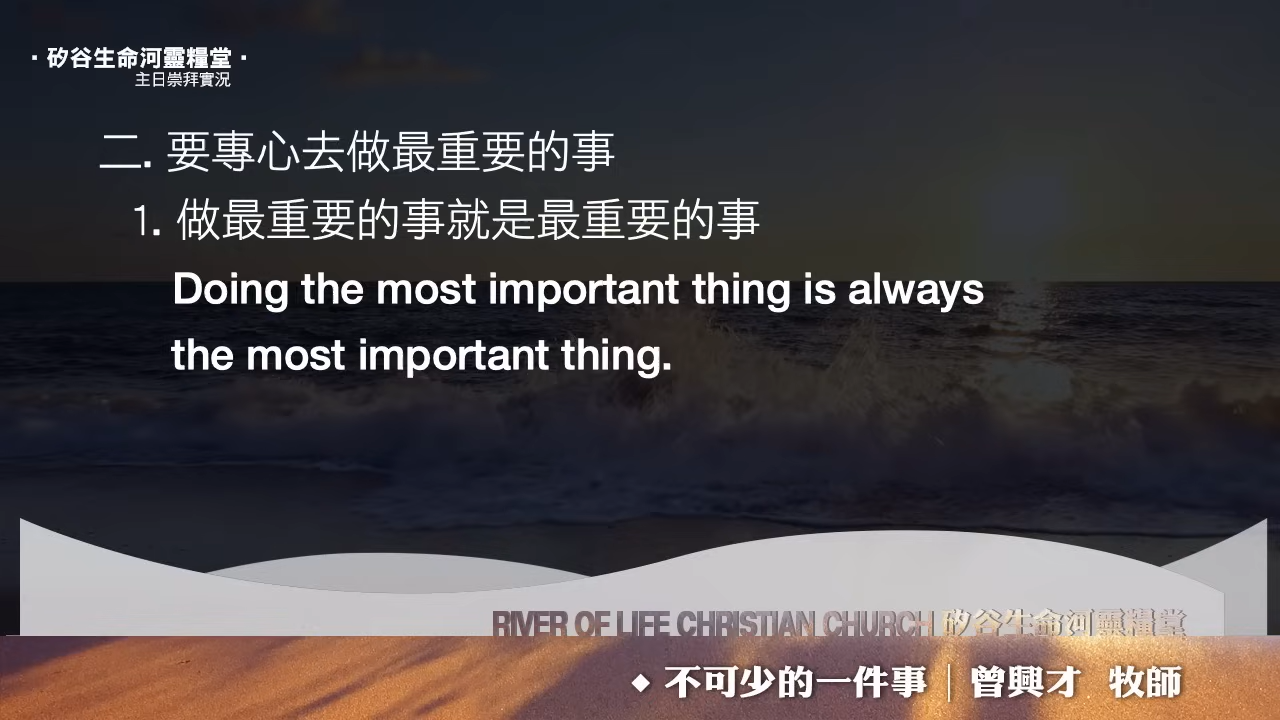 ·矽谷生命河靈糧堂·
主日崇拜實況
二. 要專心去做最重要的事
1. 做最重要的事就是最重要的事
Doing the most important thing is always
the most important thing.
RIVER OF LIFE CHRISTIAN CHURCH 矽谷生命河靈糧堂
◆ 不可少的一件事｜曾興才 牧師